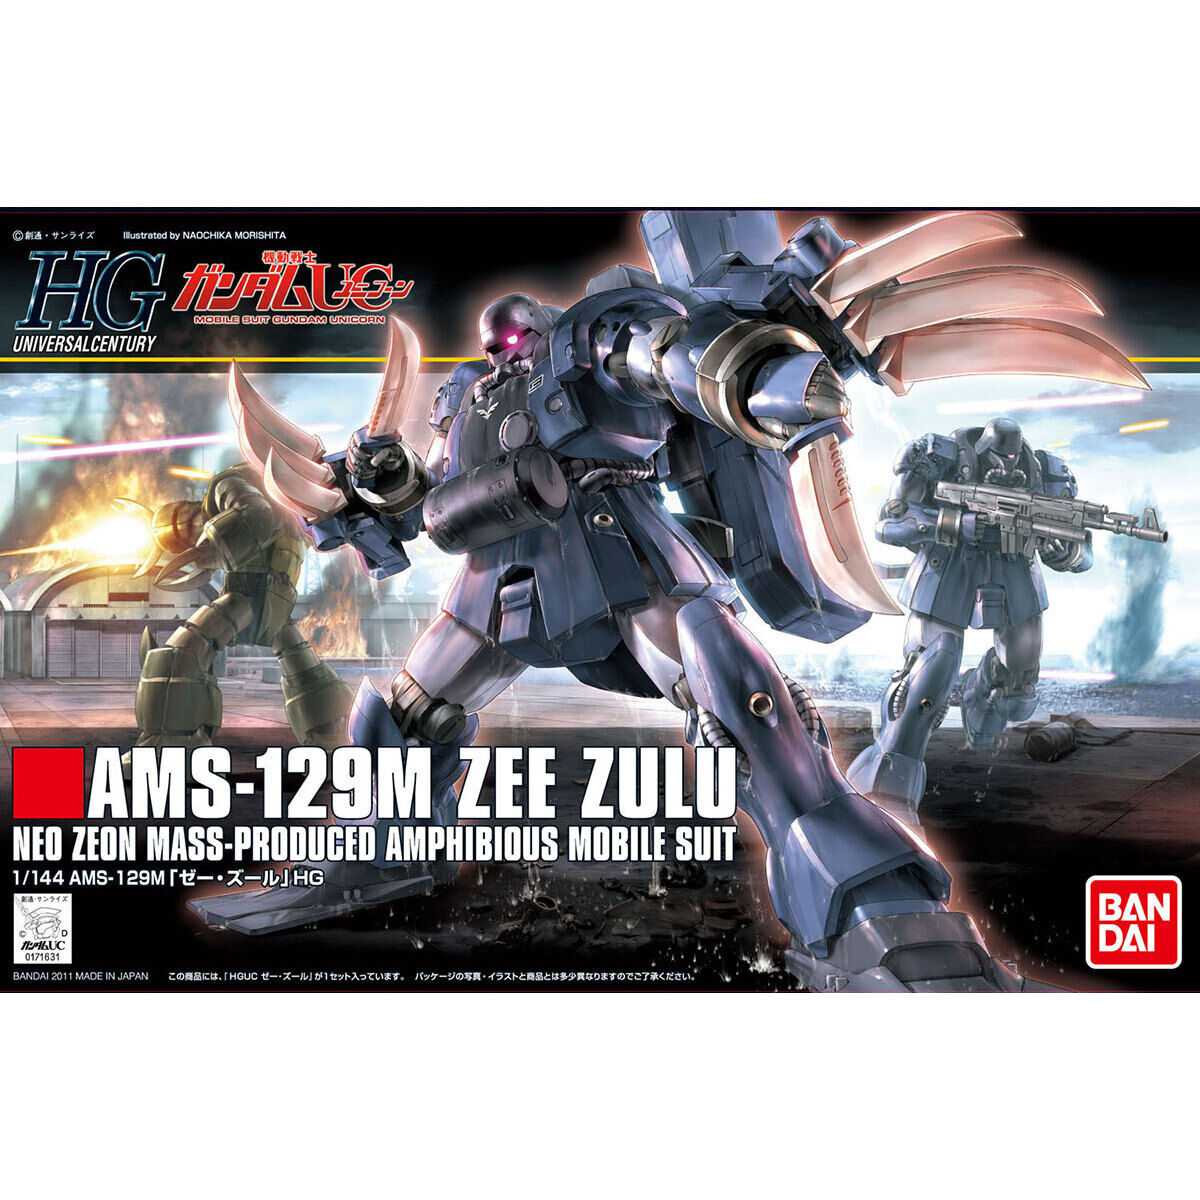 ©創通・サンライズ Illustrated by NAOCHIKA MORISHITA
HG
UNIVERSAL CENTURY
機動戦士
ガンダムUC
ユニコーン
MOBILE SUIT GUNDAM UNICORN
AMS-129M ZEE ZULU
NEO ZEON MASS-PRODUCED AMPHIBIOUS MOBILE SUIT
1/144 AMS-129M「ゼー・ズール」HG
創通・サンライズ
© D
ガンダムUC
0171631
BANDAI 2011 MADE IN JAPAN この商品には、「HGUC ゼー・ズール」が1セット入っています。 パッケージの写真・イラストと商品とは多少異なりますのでご了承ください。
BAN
DAI